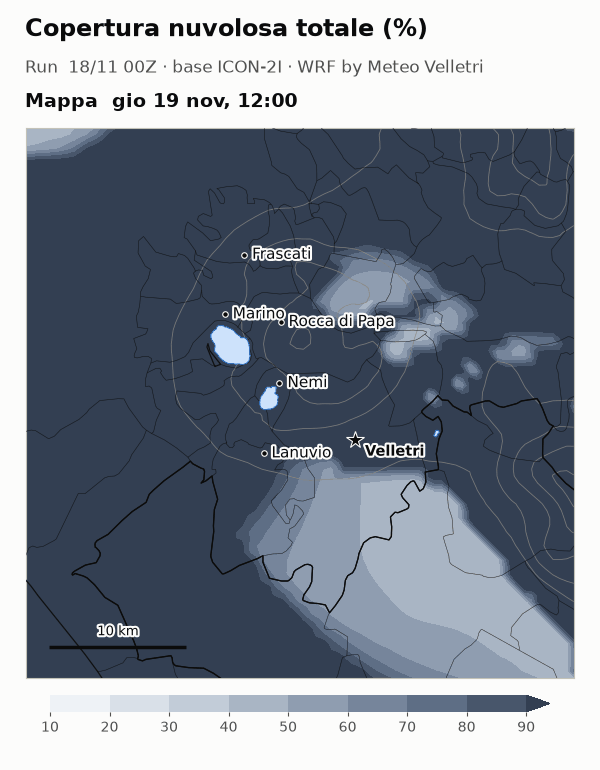 Copertura nuvolosa totale (%)
Run  18/11 00Z · base ICON-2I · WRF by Meteo Velletri
Mappa  gio 19 nov, 12:00
Frascati
Marino
Rocca di Papa
Nemi
Velletri
Lanuvio
10 km
10 20 30 40 50 60 70 80 90